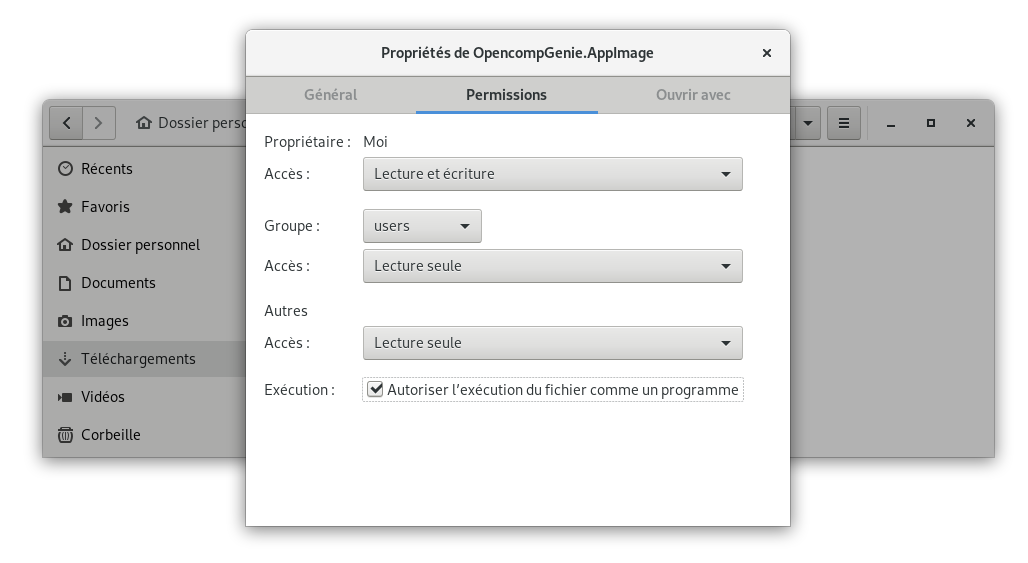 Propriétés de OpencompGenie.AppImage
Général Permissions Ouvrir avec
Dossier perso
Récents
Favoris
Dossier personnel
Documents
Images
Téléchargements
Vidéos
Corbeille
Propriétaire : Moi
Accès : Lecture et écriture
Groupe : users
Accès : Lecture seule
Autres
Accès : Lecture seule
Exécution : Autoriser l’exécution du fichier comme un programme